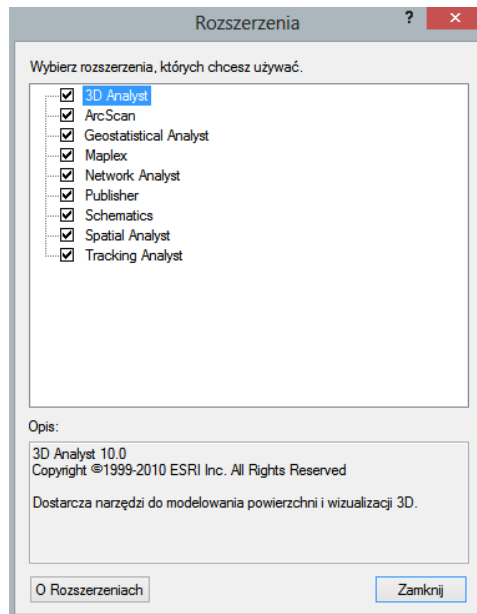 Rozszerzenia
?
×
Wybierz rozszerzenia, których chcesz używać.
3D Analyst
ArcScan
Geostatistical Analyst
Maplex
Network Analyst
Publisher
Schematics
Spatial Analyst
Tracking Analyst
Opis:
3D Analyst 10.0
Copyright ©1999-2010 ESRI Inc. All Rights Reserved
Dostarcza narzędzi do modelowania powierzchni i wizualizacji 3D.
O Rozszerzeniach
Zamknij